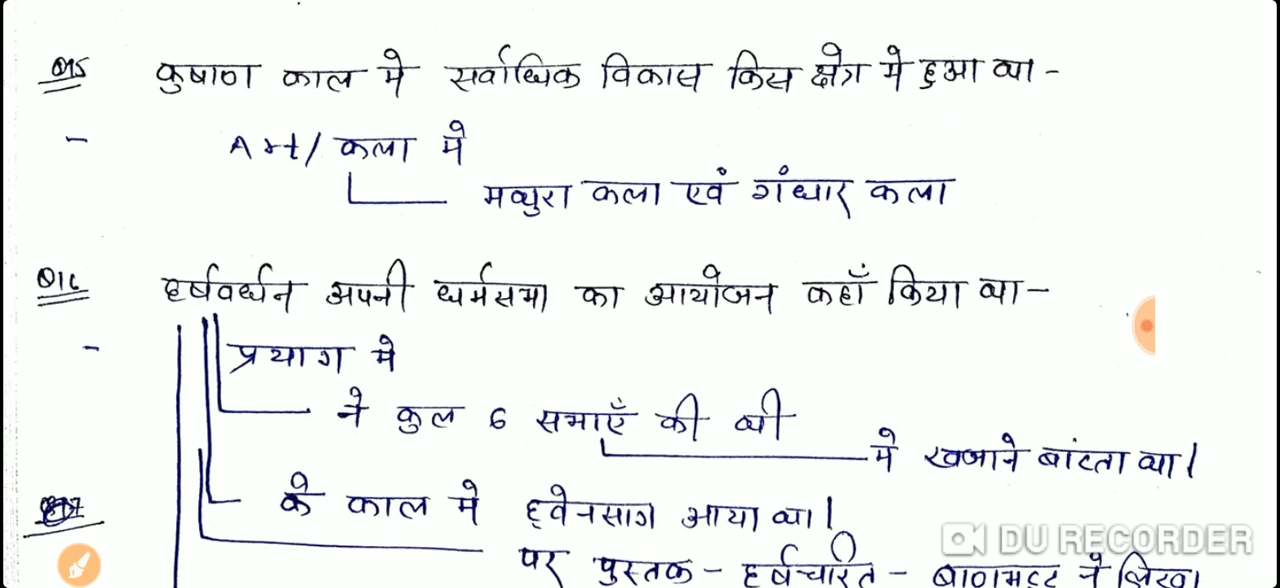 Q15 कुषाण काल मे सर्वाधिक विकास किस क्षेत्र मे हुआ था -
- Art/ कला मे
मथुरा कला एवं गंधार कला
Q16 हर्षवर्धन अपनी धर्मसभा का आयोजन कहाँ किया था -
- प्रयाग मे
ने कुल 6 सभाएँ की थी
मे खजाने बांटता था।
के काल मे ह्वेनसाग आया था।
पर पुस्तक - हर्षचरित - बाणभट्ट ने लिखा
DU RECORDER